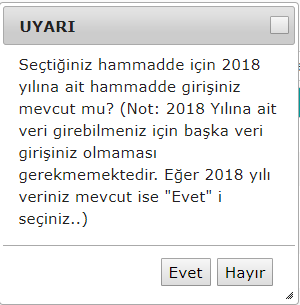 UYARI
Seçtiğiniz hammadde için 2018
yılına ait hammadde girişiniz
mevcut mu? (Not: 2018 Yılına ait
veri girebilmeniz için başka veri
girişiniz olmaması
gerekmemektedir. Eğer 2018 yılı
veriniz mevcut ise "Evet" i
seçiniz..)
Evet Hayır